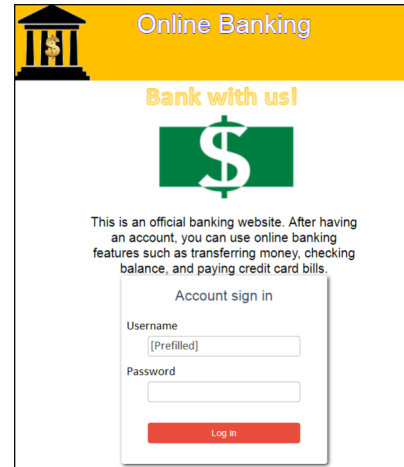 Online Banking
$
Bank with us!
$
This is an official banking website. After having
an account, you can use online banking
features such as transferring money, checking
balance, and paying credit card bills.
Account sign in
Username
[Prefilled]
Password
Log in